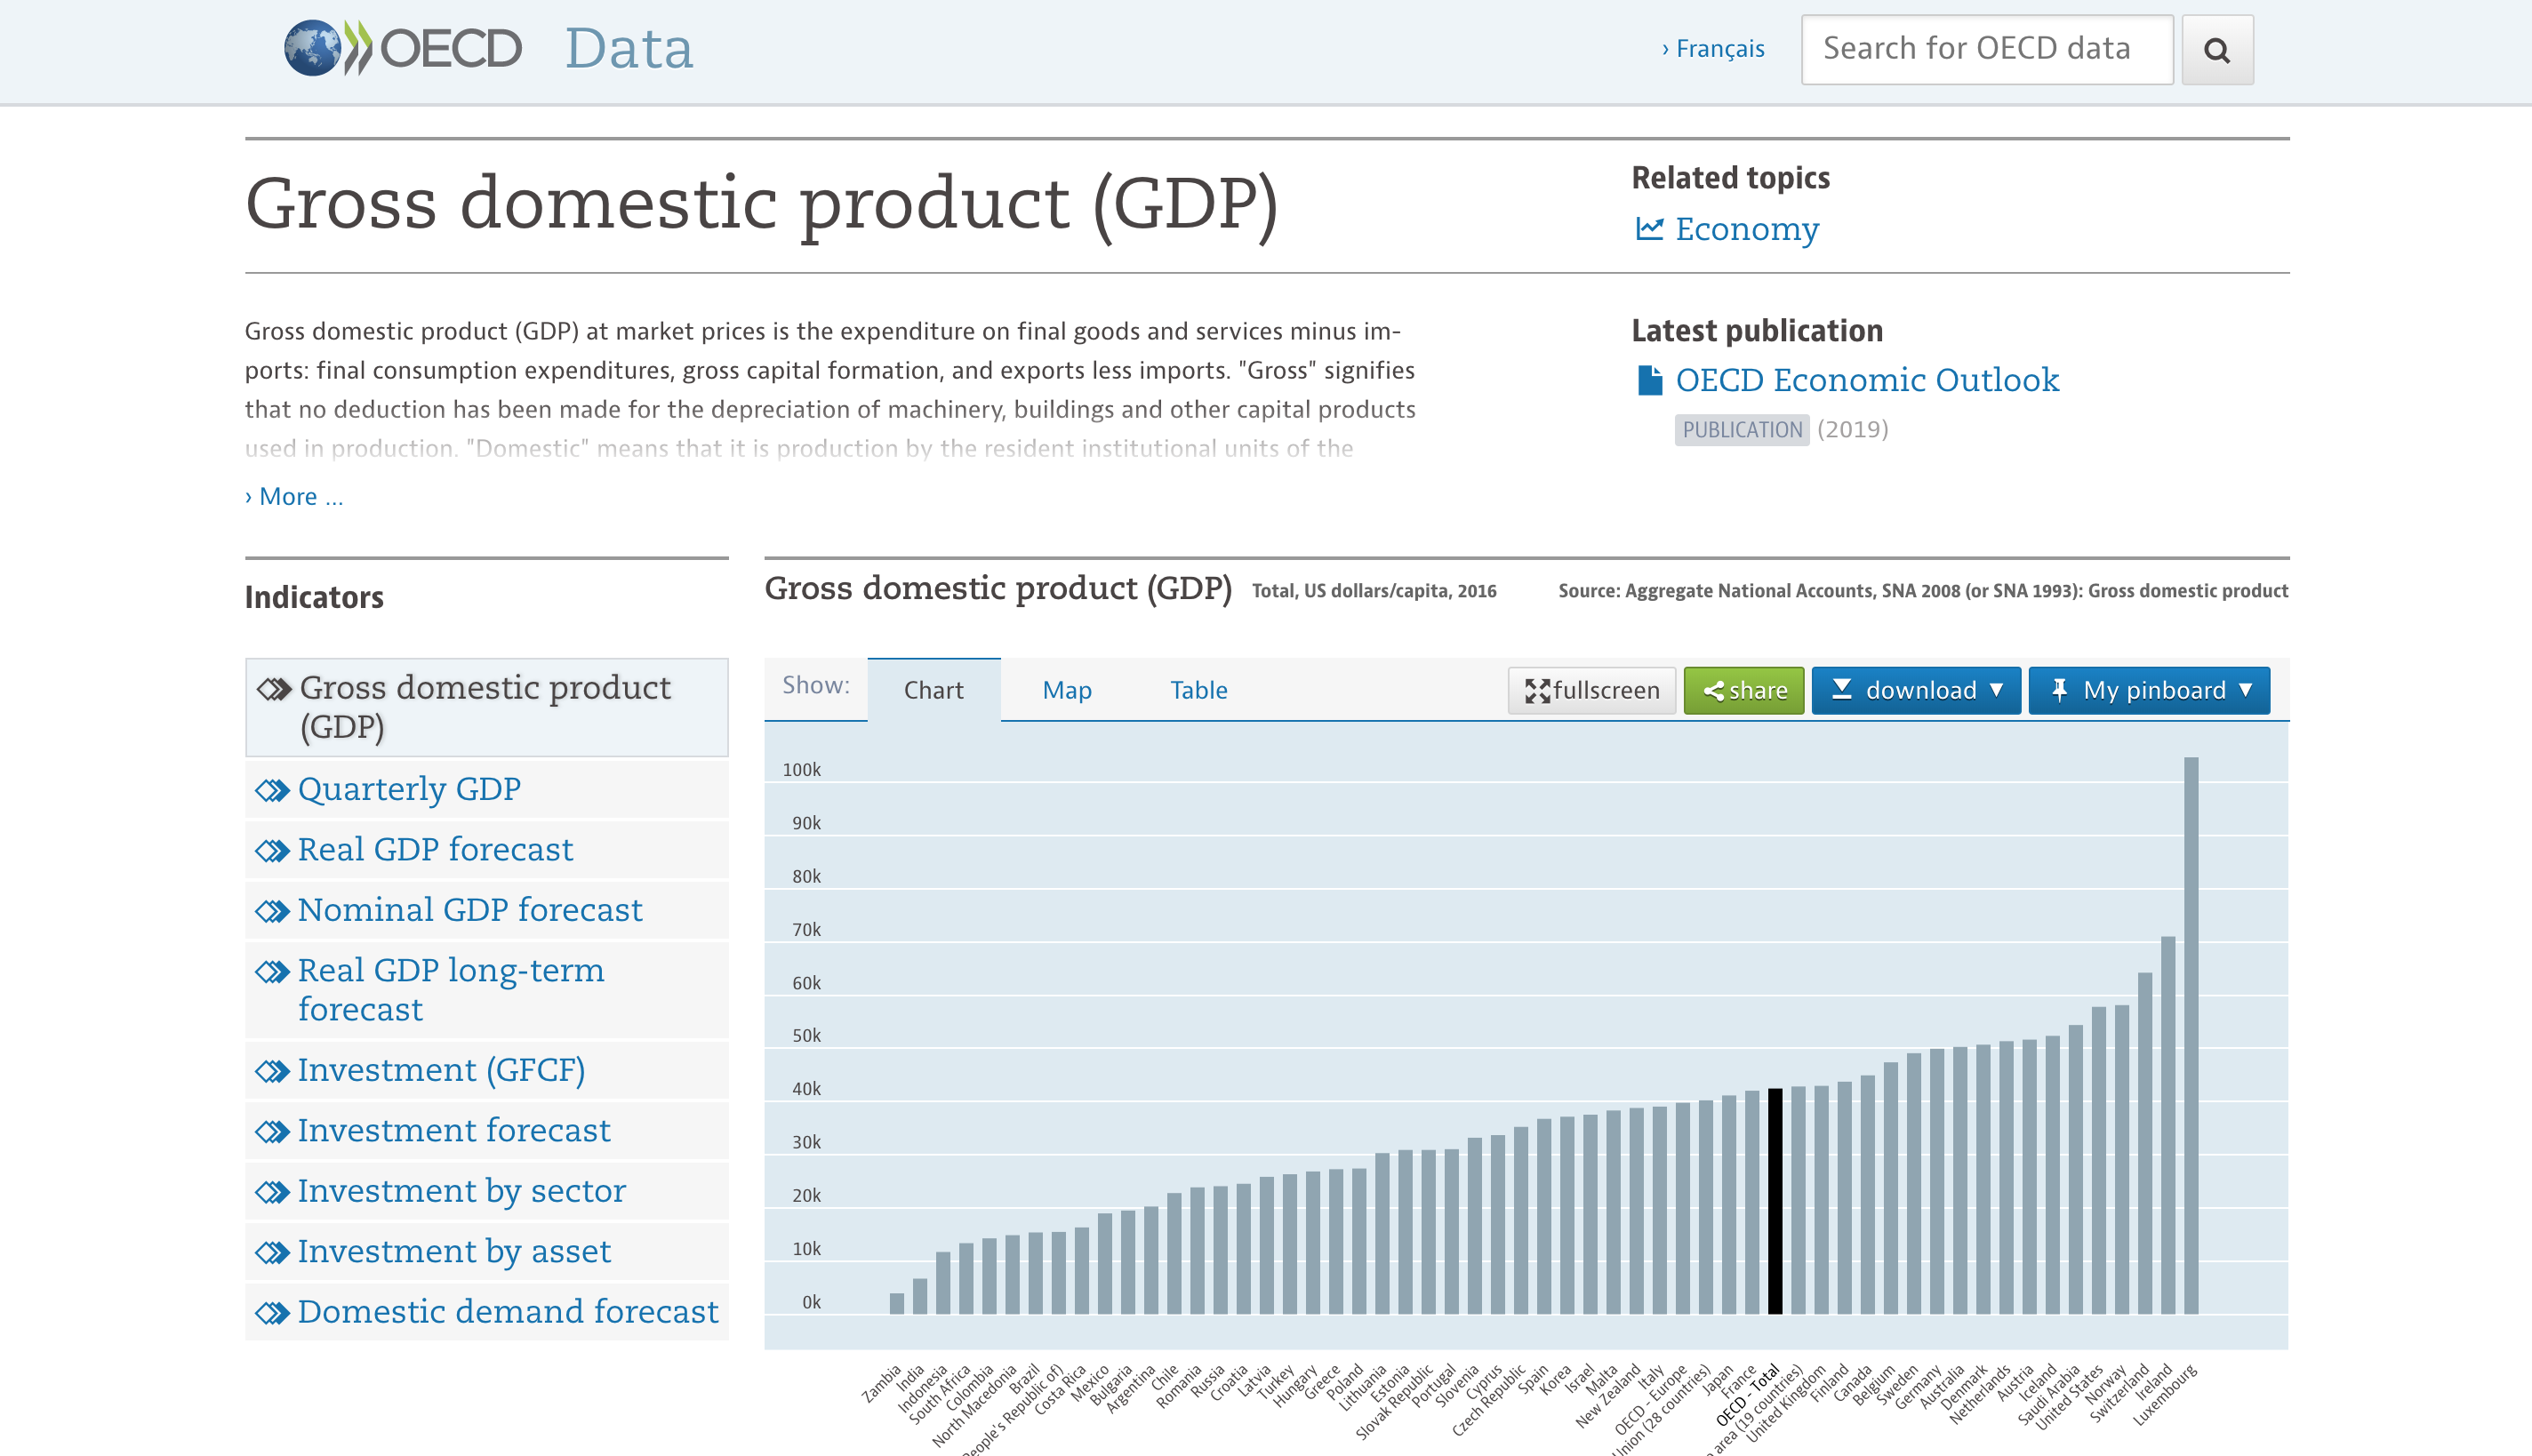 OECD Data
› Français
Search for OECD data
Gross domestic product (GDP)
Related topics
Economy
Gross domestic product (GDP) at market prices is the expenditure on final goods and services minus im-
ports: final consumption expenditures, gross capital formation, and exports less imports. "Gross" signifies
that no deduction has been made for the depreciation of machinery, buildings and other capital products
used in production. "Domestic" means that it is production by the resident institutional units of the
› More ...
Latest publication
OECD Economic Outlook
PUBLICATION (2019)
Indicators
Gross domestic product
(GDP)
Quarterly GDP
Real GDP forecast
Nominal GDP forecast
Real GDP long-term
forecast
Investment (GFCF)
Investment forecast
Investment by sector
Investment by asset
Domestic demand forecast
Gross domestic product (GDP) Total, US dollars/capita, 2016
Source: Aggregate National Accounts, SNA 2008 (or SNA 1993): Gross domestic product
Show: Chart Map Table
fullscreen share download ▼ My pinboard ▼
100k
90k
80k
70k
60k
50k
40k
30k
20k
10k
0k
Zambia
India
Indonesia
South Africa
Colombia
North Macedonia
Brazil
People's Republic of)
Costa Rica
Mexico
Bulgaria
Argentina
Chile
Romania
Russia
Croatia
Latvia
Turkey
Hungary
Greece
Poland
Lithuania
Estonia
Slovak Republic
Portugal
Slovenia
Cyprus
Czech Republic
Spain
Korea
Israel
Malta
New Zealand
Italy
OECD - Europe
Union (28 countries)
Japan
France
OECD - Total
area (19 countries)
United Kingdom
Finland
Canada
Belgium
Sweden
Germany
Australia
Denmark
Netherlands
Austria
Iceland
Saudi Arabia
United States
Norway
Switzerland
Ireland
Luxembourg